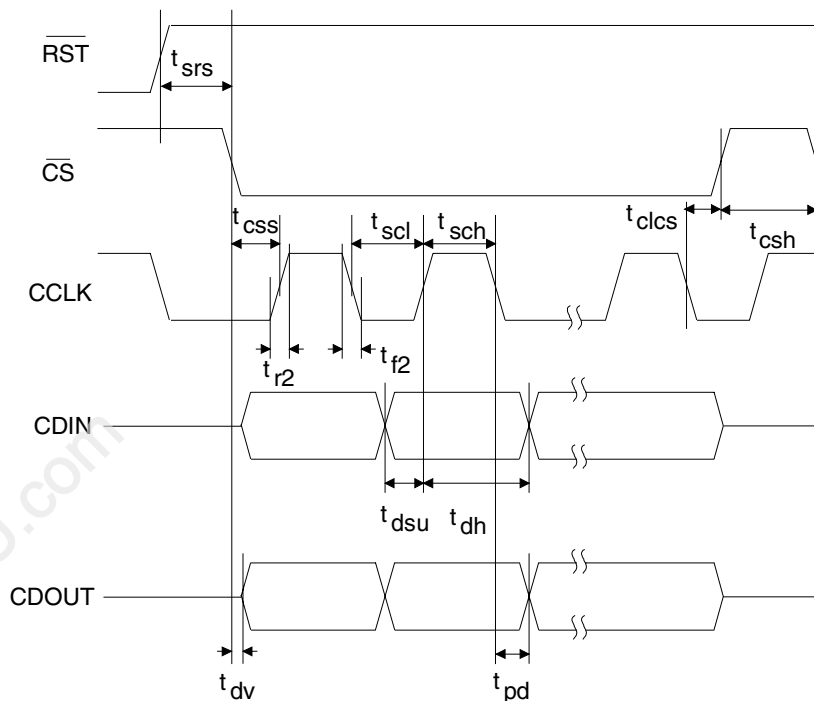 RST
t srs
CS
t css
t scl
t sch
t clcs
t csh
CCLK
t r2
t f2
CDIN
t dsu
t dh
CDOUT
t dv
t pd